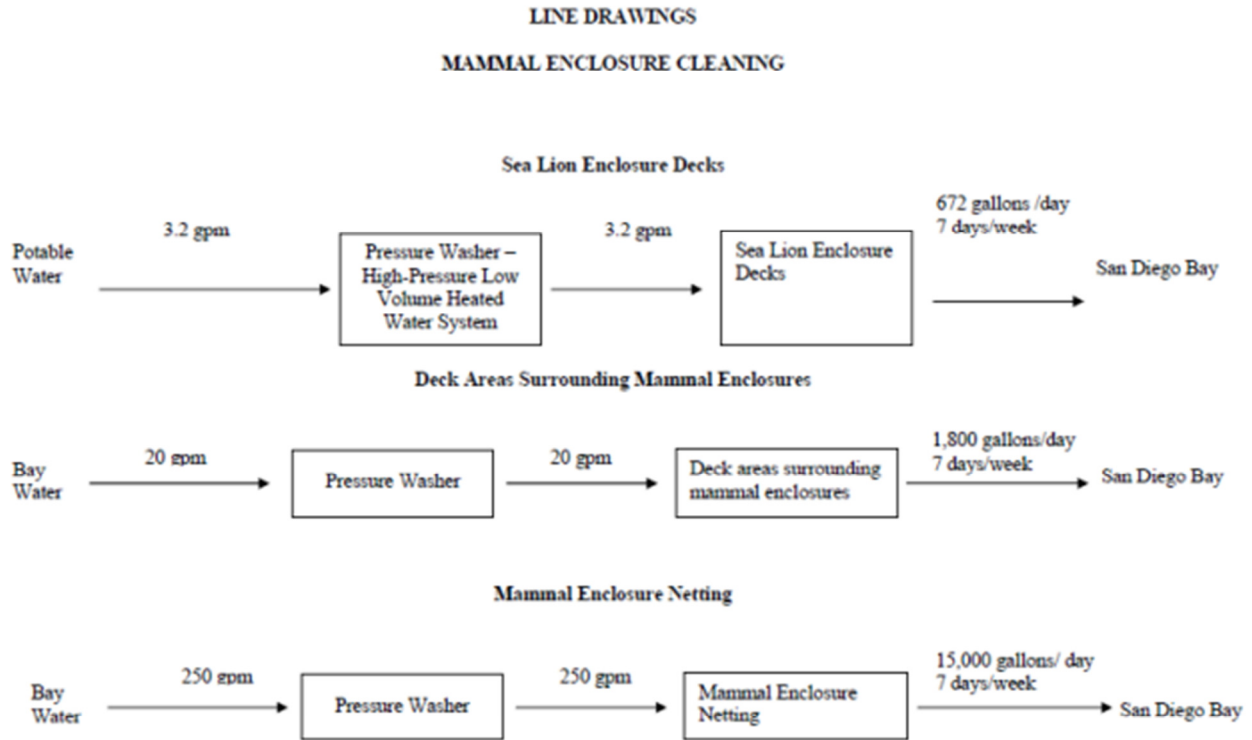 LINE DRAWINGS
MAMMAL ENCLOSURE CLEANING
Sea Lion Enclosure Decks
Potable
Water
3.2 gpm
Pressure Washer –
High-Pressure Low
Volume Heated
Water System
3.2 gpm
Sea Lion Enclosure
Decks
672 gallons /day
7 days/week
San Diego Bay
Deck Areas Surrounding Mammal Enclosures
Bay
Water
20 gpm
Pressure Washer
20 gpm
Deck areas surrounding
mammal enclosures
1,800 gallons/day
7 days/week
San Diego Bay
Mammal Enclosure Netting
Bay
Water
250 gpm
Pressure Washer
250 gpm
Mammal Enclosure
Netting
15,000 gallons/ day
7 days/week
San Diego Bay